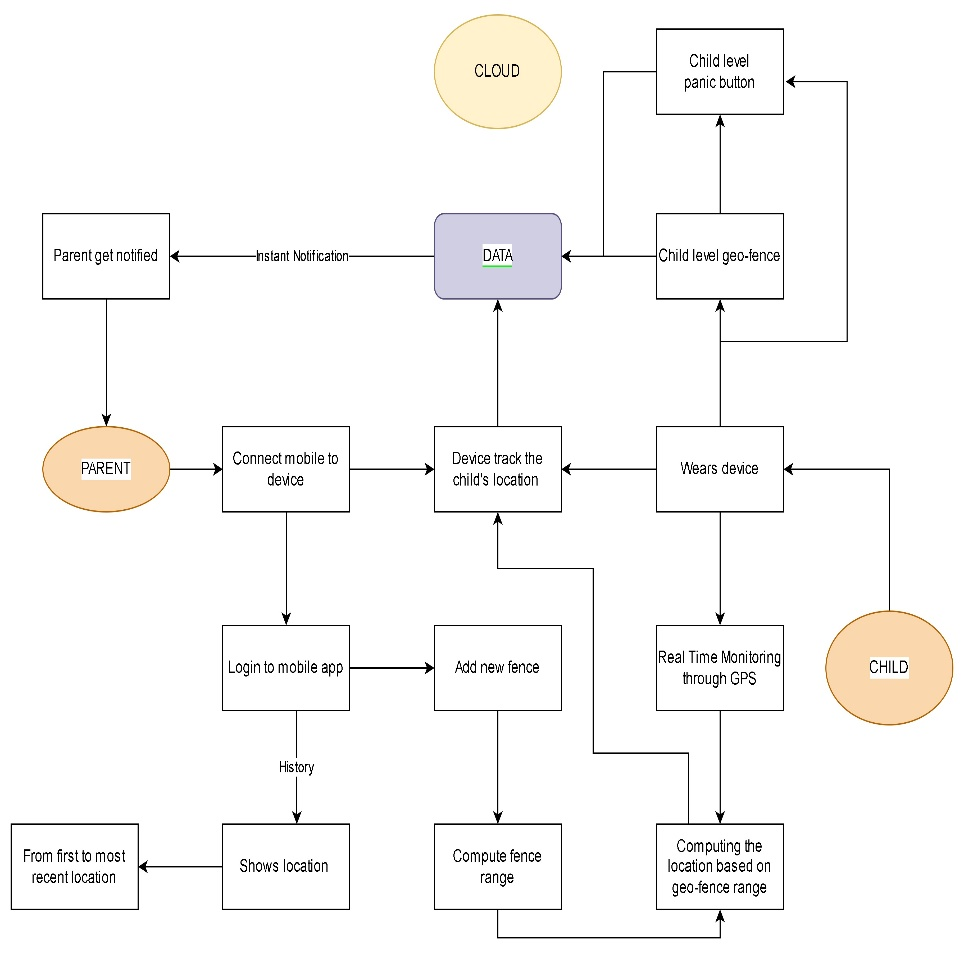 CLOUD
Child level
panic button
Parent get notified
Instant Notification
DATA
Child level geo-fence
PARENT
Connect mobile to
device
Device track the
child's location
Wears device
Login to mobile app
Add new fence
Real Time Monitoring
through GPS
CHILD
History
From first to most
recent location
Shows location
Compute fence
range
Computing the
location based on
geo-fence range